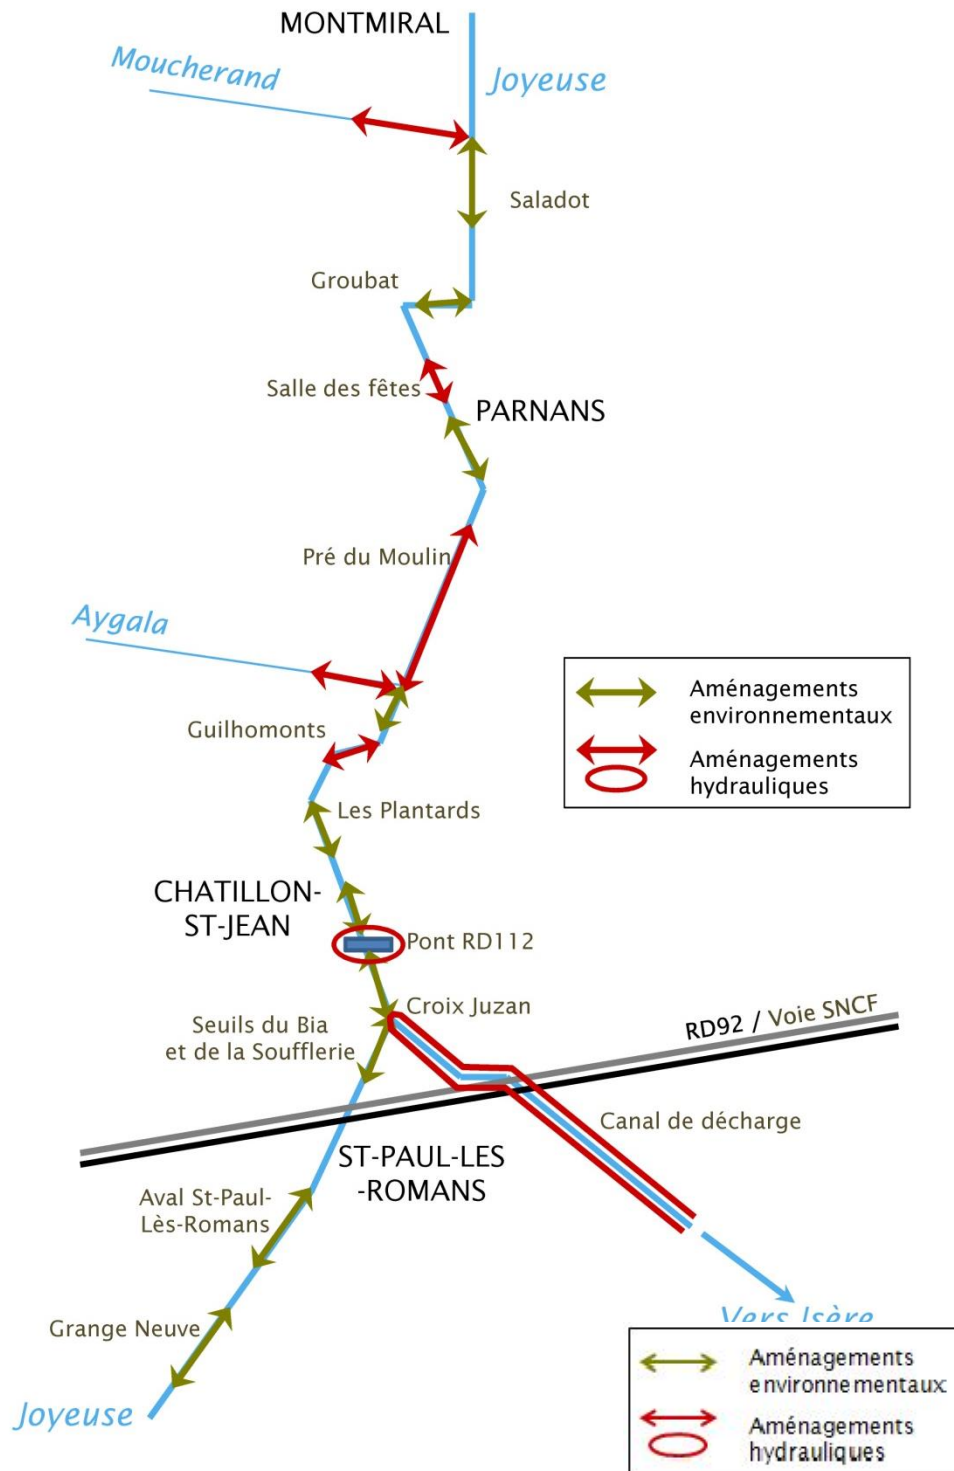 MONTMIRAL
Moucherand
Joyeuse
Saladot
Groubat
Salle des fêtes
PARNANS
Pré du Moulin
Aygala
Aménagements
environnementaux
Aménagements
hydrauliques
Guilhomonts
Les Plantards
CHATILLON-
ST-JEAN
Pont RD112
Croix Juzan
Seuils du Bia
et de la Soufflerie
RD92 / Voie SNCF
Canal de décharge
ST-PAUL-LES
-ROMANS
Aval St-Paul-
Lès-Romans
Grange Neuve
Vers Isère
Joyeuse
Aménagements
environnementaux
Aménagements
hydrauliques